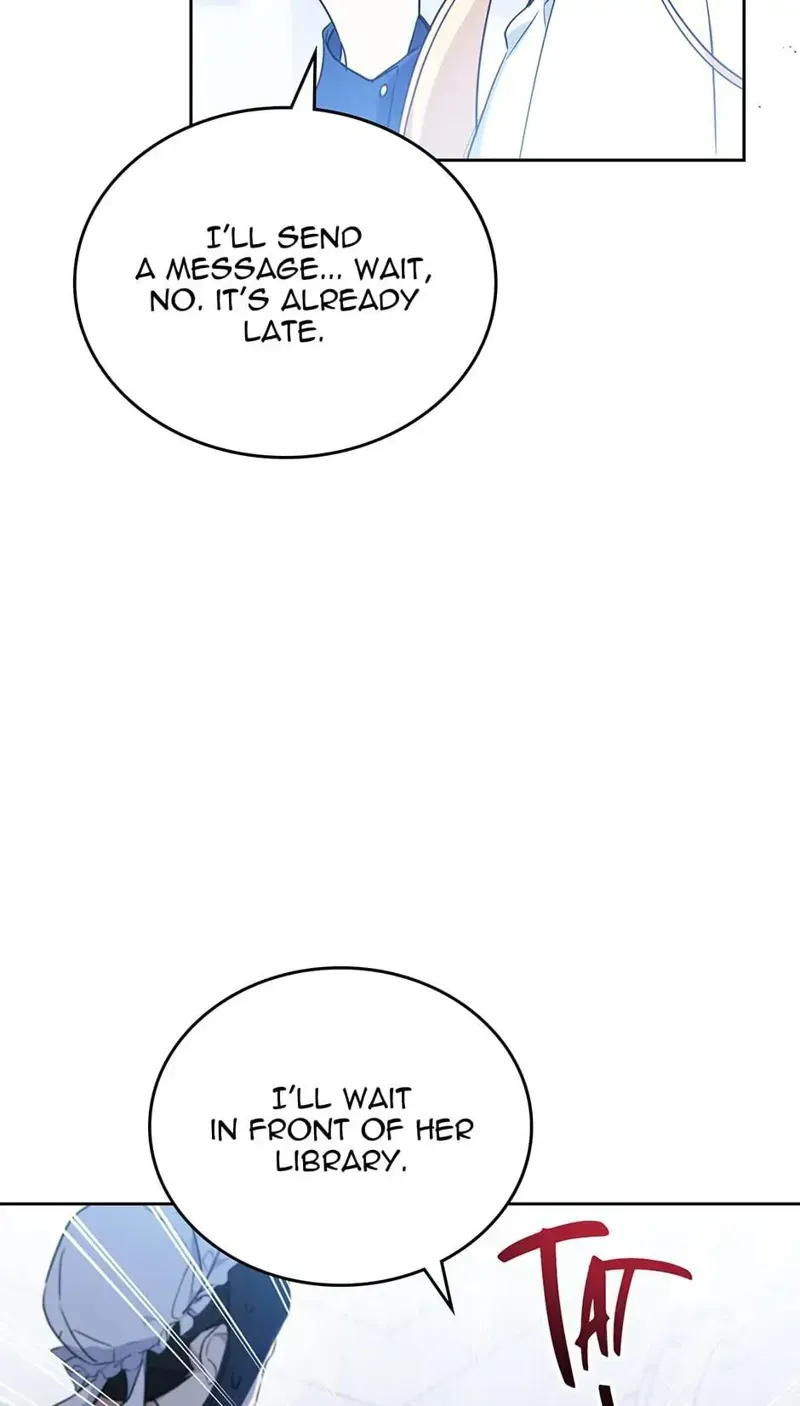 I'LL SEND
A MESSAGE... WAIT,
NO. IT'S ALREADY
LATE.
I'LL WAIT
IN FRONT OF HER
LIBRARY.
TAT